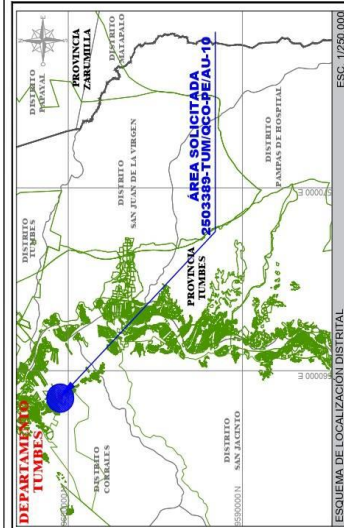 DISTRITO
PAPAYAL
PROVINCIA
ZARUMILLA
DISTRITO
MATAPALO
DISTRITO
TUMBES
DISTRITO
SAN JUAN DE LA VIRGEN
ÁREA SOLICITADA
2503389-TUM/QCO-PE/AU-10
DISTRITO
PAMPAS DE HOSPITAL
DEPARTAMENTO
TUMBES
PROVINCIA
TUMBES
DISTRITO
CORRALES
DISTRITO
SAN JACINTO
9590000 N
ESQUEMA DE LOCALIZACIÓN DISTRITAL
ESC. 1/250,000